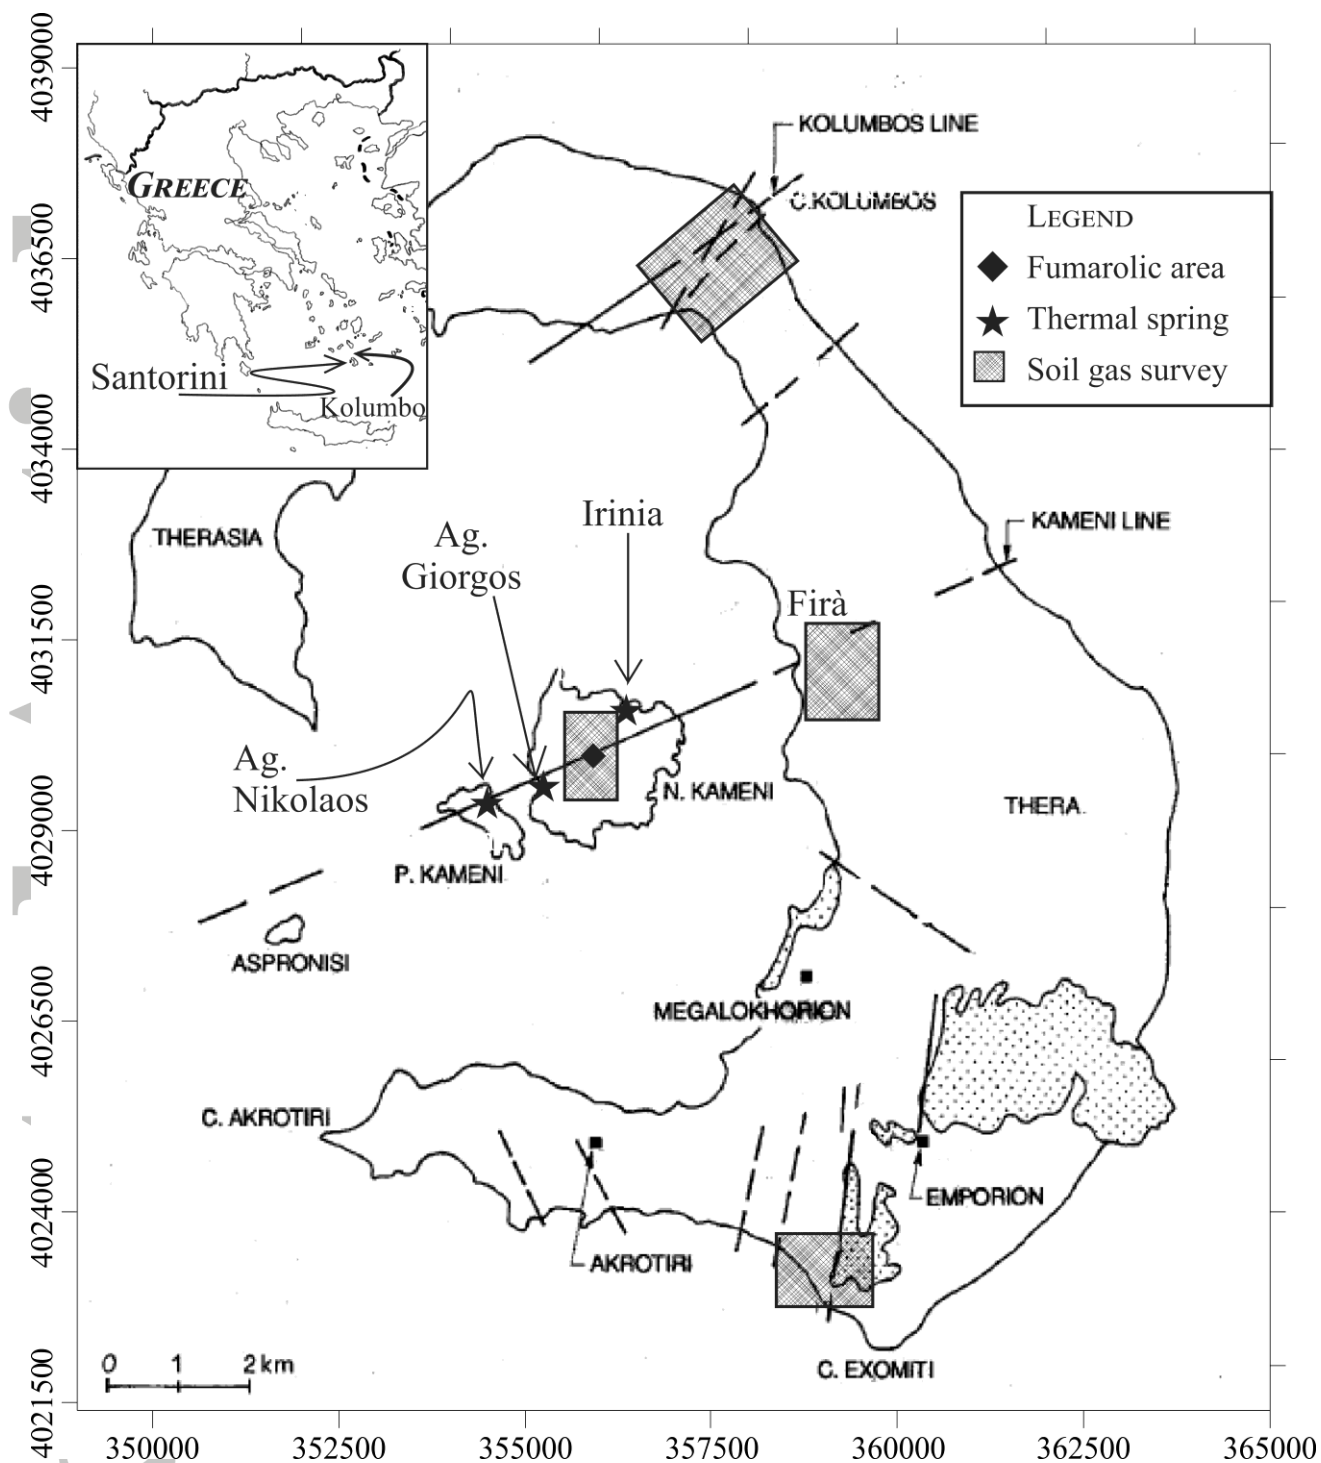 4039000
4036500
4034000
4031500
4029000
4026500
4024000
4021500
GREECE
Santorini
Kolumbo
KOLUMBOS LINE
C.KOLUMBOS
LEGEND
Fumarolic area
Thermal spring
Soil gas survey
THERASIA
Ag.
Giorgos
Irinia
KAMENI LINE
Firà
Ag.
Nikolaos
N. KAMENI
THERA
P. KAMENI
ASPRONISI
MEGALOKHORION
C. AKROTIRI
EMPORION
AKROTIRI
C. EXOMITI
0 1 2 km
350000 352500 355000 357500 360000 362500 365000